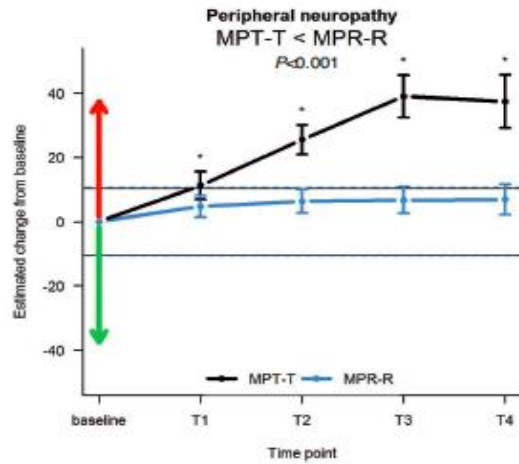 Peripheral neuropathy
MPT-T < MPR-R
P<0.001
Estimated change from baseline
40
20
0
-20
-40
* * * *
MPT-T MPR-R
baseline T1 T2 T3 T4
Time point